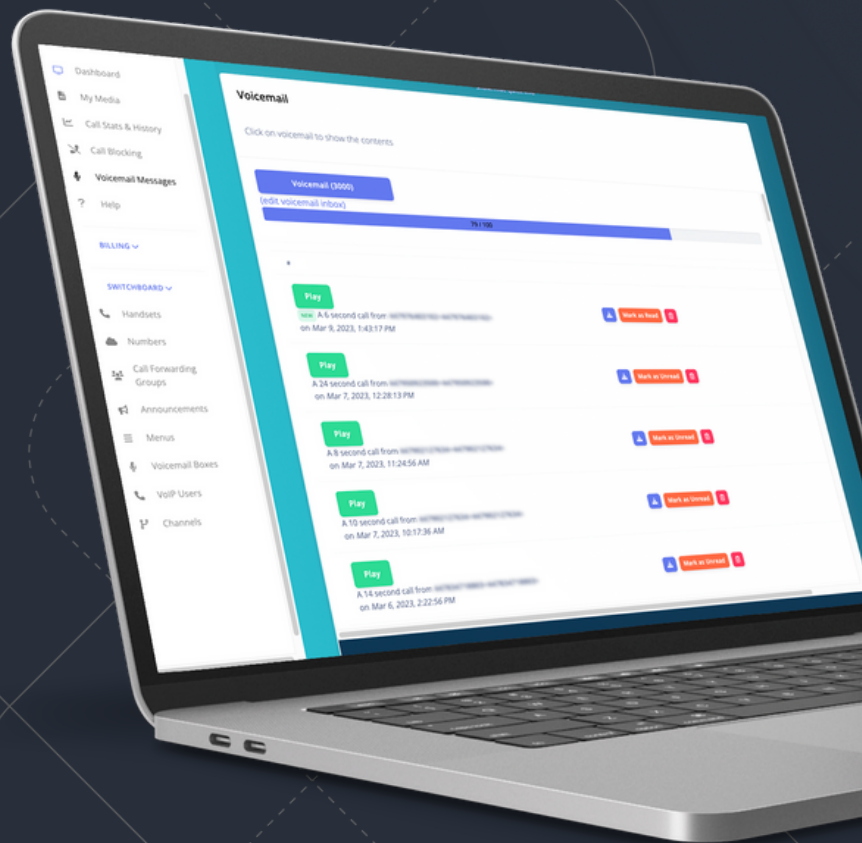 Dashboard
My Media
Call Stats & History
Call Blocking
Voicemail Messages
Help
BILLING
SWITCHBOARD
Handsets
Numbers
Call Forwarding
Groups
Announcements
Menus
Voicemail Boxes
VoIP Users
Channels
Voicemail
Click on voicemail to show the contents
Voicemail (3000)
(edit voicemail inbox)
75 / 100
Play
NEW A 6 second call from
on Mar 9, 2023, 1:43:17 PM
Mark as Read
Play
A 24 second call from
on Mar 7, 2023, 12:28:13 PM
Mark as Unread
Play
A 8 second call from
on Mar 7, 2023, 11:24:56 AM
Mark as Unread
Play
A 10 second call from
on Mar 7, 2023, 10:17:36 AM
Mark as Unread
Play
A 14 second call from
on Mar 6, 2023, 2:22:56 PM
Mark as Unread